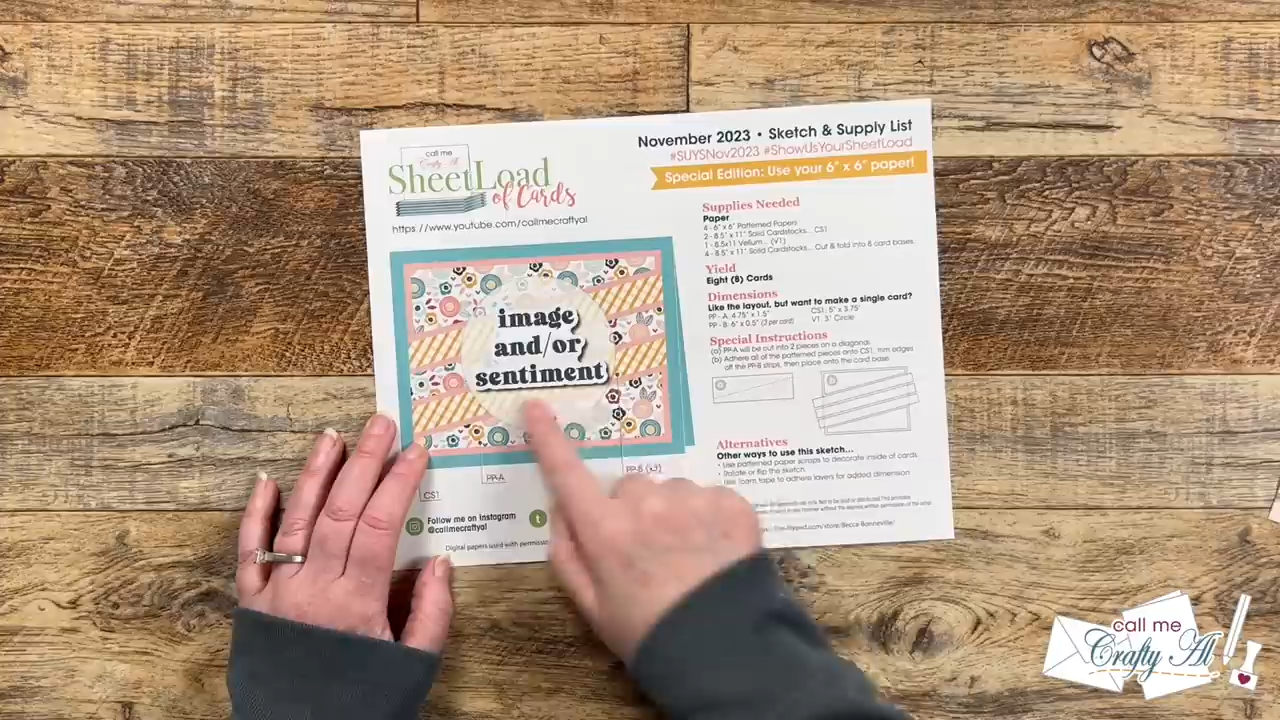 call me
Crafty Al
SheetLoad
of Cards
https://www.youtube.com/callmecraftyal
November 2023 • Sketch & Supply List
#SUYSNov2023 #ShowUsYourSheetLoad
Special Edition: Use your 6" x 6" paper!
image
and/or
sentiment
CS1
PP-A
PP-B (x3)
Follow me on Instagram
@callmecraftyal
Digital papers used with permission
Supplies Needed
Paper
4 - 6" x 6" Patterned Papers
2 - 8.5" x 11" Solid Cardstocks... CS1
1 - 8.5x11 Vellum... (V1)
4 - 8.5" x 11" Solid Cardstocks... Cut & fold into 8 card bases
Yield
Eight (8) Cards
Dimensions
Like the layout, but want to make a single card?
PP - A: 4.75" x 1.5"
CS1: 5" x 3.75"
PP - B: 6" x 0.5" (3 per card)
V1: 3" Circle
Special Instructions
(a) PP-A will be cut into 2 pieces on a diagonal.
(b) Adhere all of the patterned pieces onto CS1, trim edges
off the PP-B strips, then place onto the card base.
a
b
Alternatives
Other ways to use this sketch...
• Use patterned paper scraps to decorate inside of cards
• Rotate or flip the sketch
• Use foam tape to adhere layers for added dimension
call me
Crafty Al